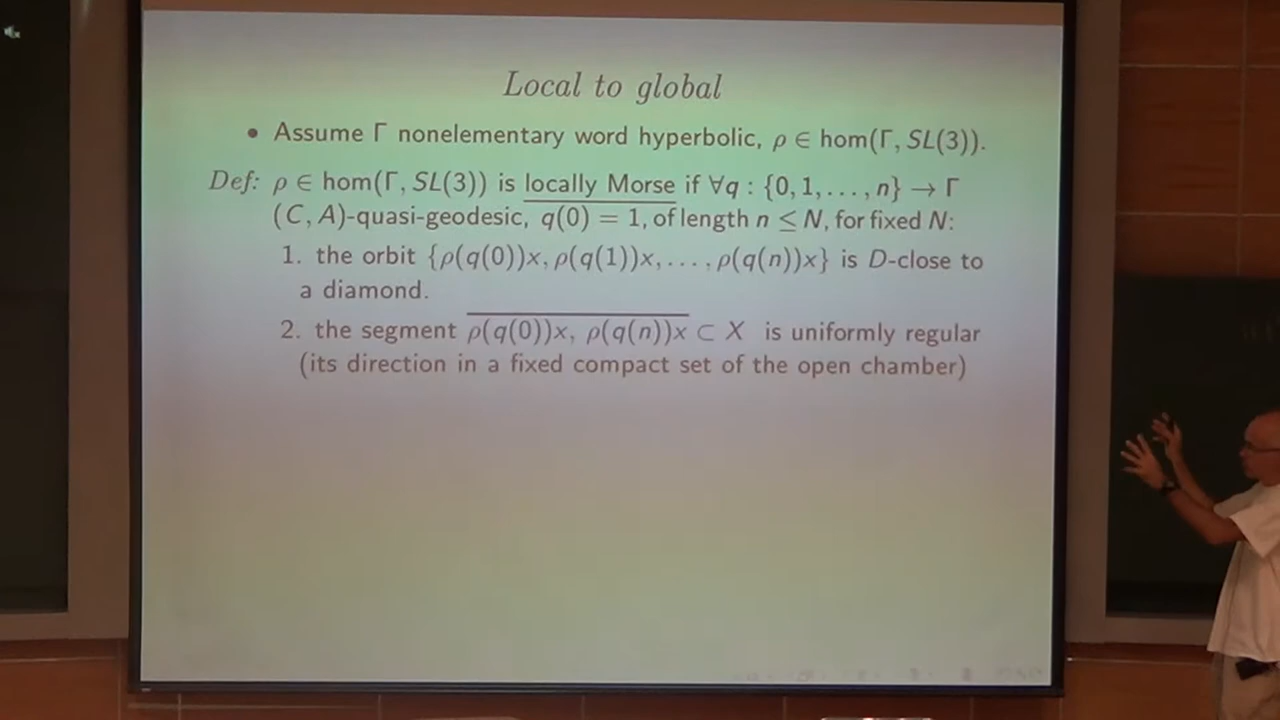 Local to global
• Assume Γ nonelementary word hyperbolic, ρ ∈ hom(Γ, SL(3)).
Def: ρ ∈ hom(Γ, SL(3)) is locally Morse if ∀q : {0, 1, . . . , n} → Γ
(C, A)-quasi-geodesic, q(0) = 1, of length n ≤ N, for fixed N:
1. the orbit {ρ(q(0))x, ρ(q(1))x, . . . , ρ(q(n))x} is D-close to
a diamond.
2. the segment \overline{ρ(q(0))x, ρ(q(n))x} ⊂ X is uniformly regular
(its direction in a fixed compact set of the open chamber)